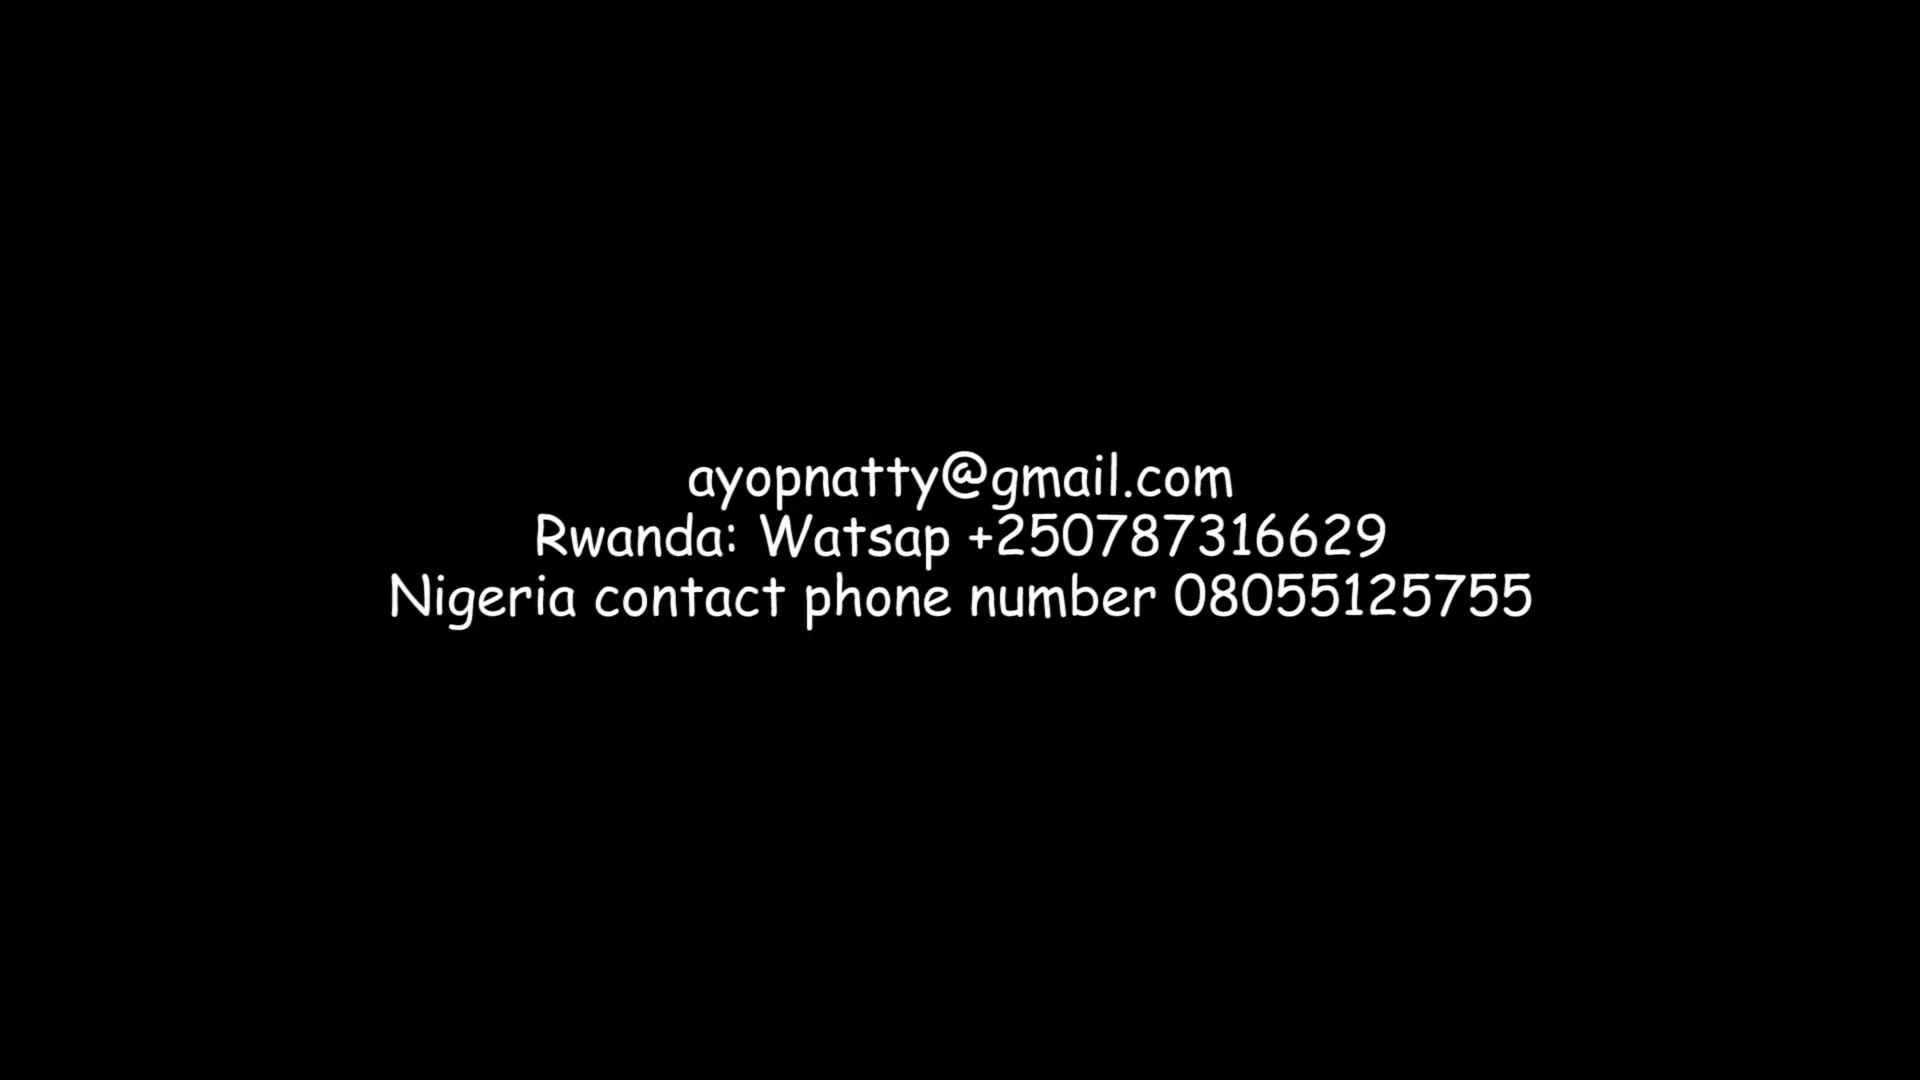 ayopnatty@gmail.com
Rwanda: Watsap +250787316629
Nigeria contact phone number 08055125755